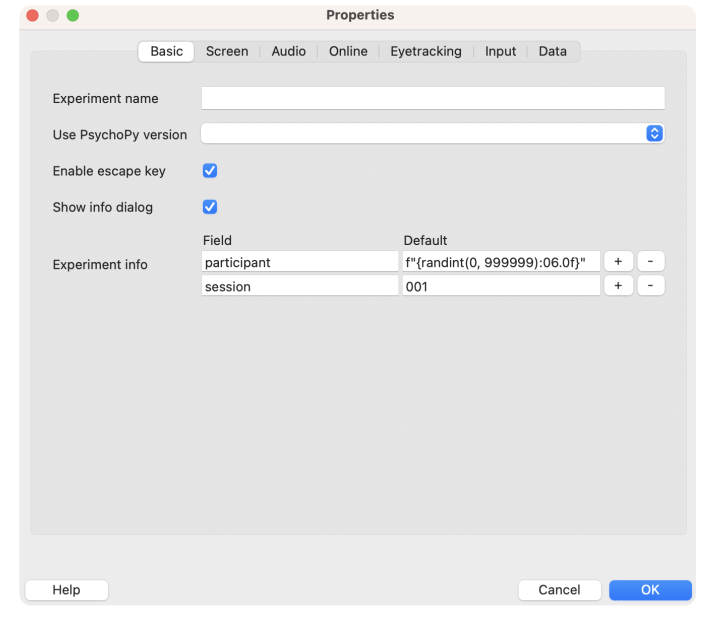 Properties
Basic Screen Audio Online Eyetracking Input Data
Experiment name
Use PsychoPy version
Enable escape key
Show info dialog
Field Default
Experiment info participant f"{randint(0, 999999):06.0f}" + -
session 001 + -
Help Cancel OK